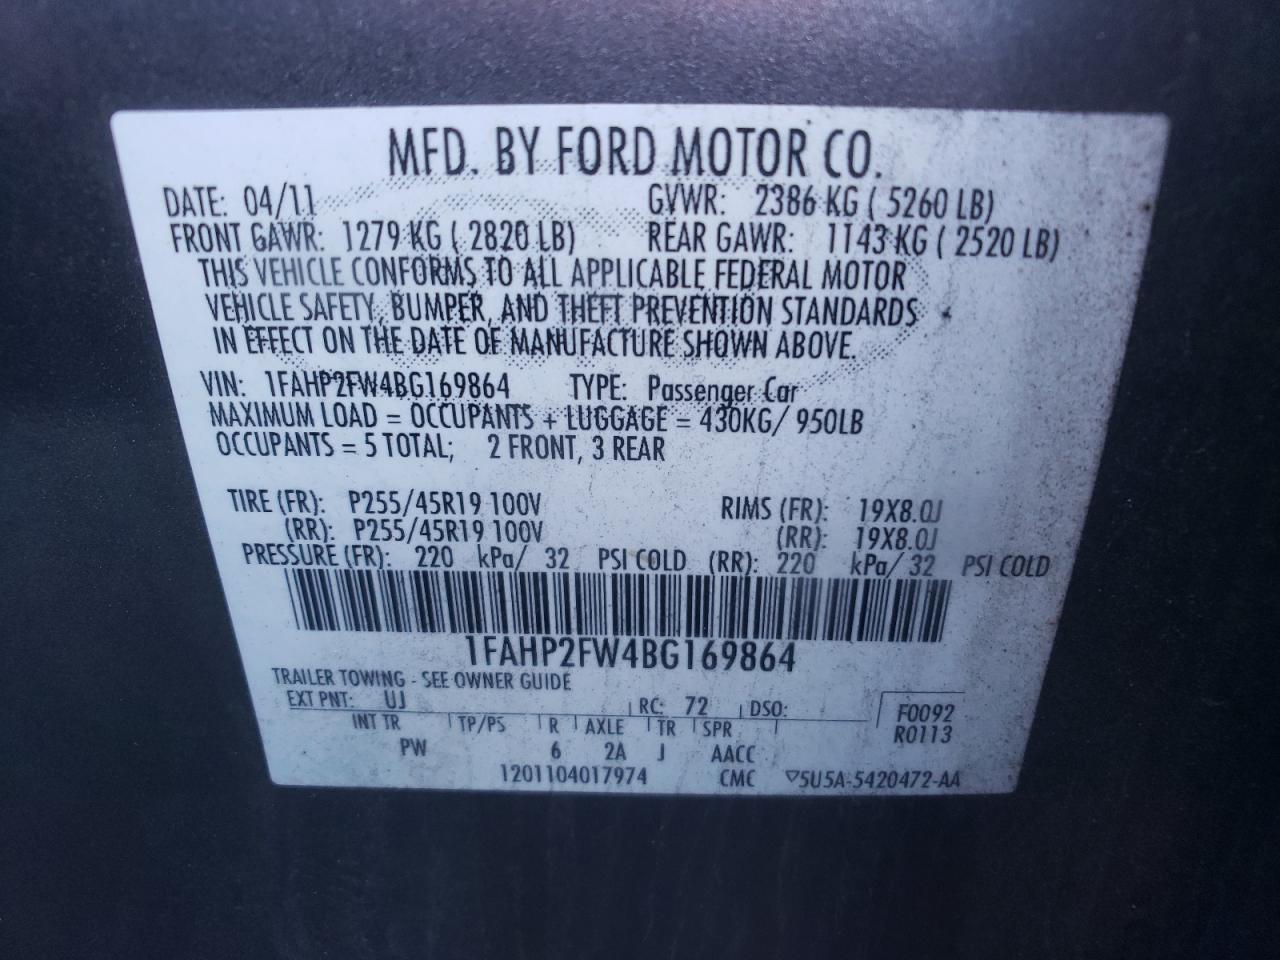 MFD. BY FORD MOTOR CO.
DATE: 04/11 GVWR: 2386 KG ( 5260 LB)
FRONT GAWR: 1279 KG ( 2820 LB) REAR GAWR: 1143 KG ( 2520 LB)
THIS VEHICLE CONFORMS TO ALL APPLICABLE FEDERAL MOTOR
VEHICLE SAFETY, BUMPER, AND THEFT PREVENTION STANDARDS
IN EFFECT ON THE DATE OF MANUFACTURE SHOWN ABOVE.
VIN: 1FAHP2FW4BG169864 TYPE: Passenger Car
MAXIMUM LOAD = OCCUPANTS + LUGGAGE = 430KG/ 950LB
OCCUPANTS = 5 TOTAL; 2 FRONT, 3 REAR
TIRE (FR): P255/45R19 100V RIMS (FR): 19X8.0J
(RR): P255/45R19 100V (RR): 19X8.0J
PRESSURE (FR): 220 kPa/ 32 PSI COLD (RR): 220 kPa/ 32 PSI COLD
1FAHP2FW4BG169864
TRAILER TOWING - SEE OWNER GUIDE
EXT PNT: UJ RC: 72 DSO: F0092
INT TR TP/PS R AXLE TR SPR R0113
PW 6 2A J AACC
1201104017974 CMC ▽5U5A-5420472-AA